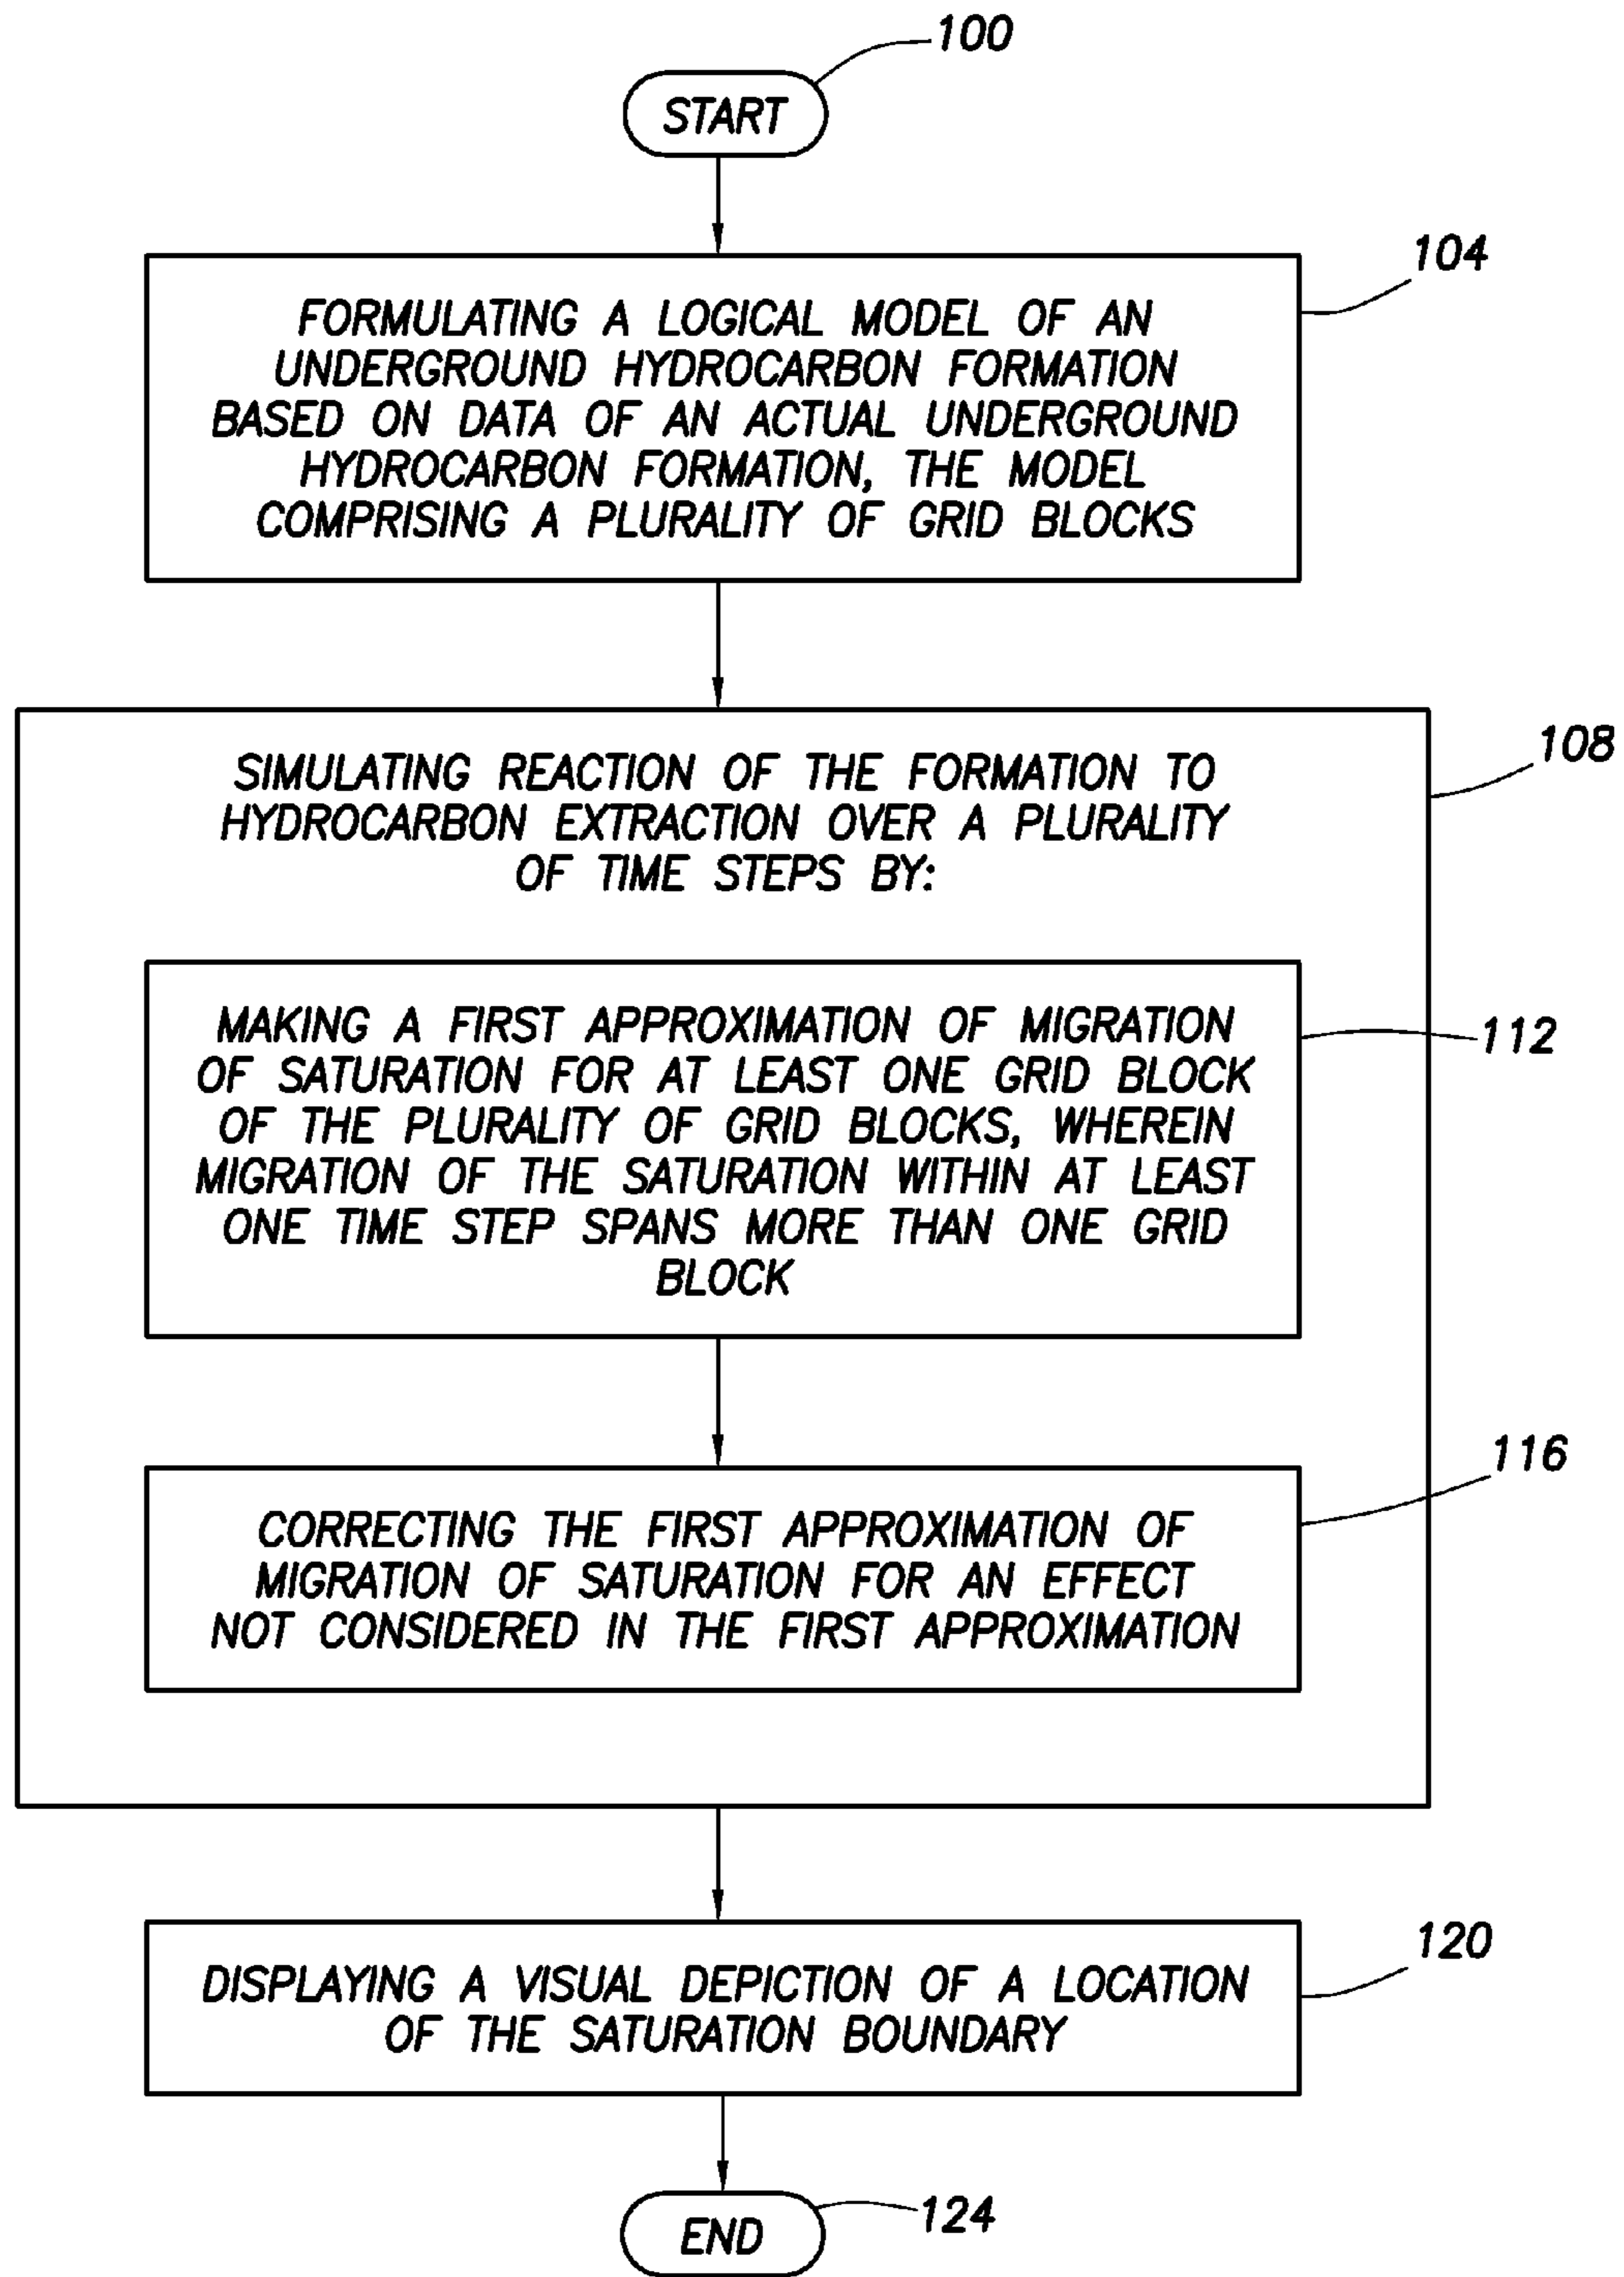 100
START
104
FORMULATING A LOGICAL MODEL OF AN
UNDERGROUND HYDROCARBON FORMATION
BASED ON DATA OF AN ACTUAL UNDERGROUND
HYDROCARBON FORMATION, THE MODEL
COMPRISING A PLURALITY OF GRID BLOCKS
108
SIMULATING REACTION OF THE FORMATION TO
HYDROCARBON EXTRACTION OVER A PLURALITY
OF TIME STEPS BY:
112
MAKING A FIRST APPROXIMATION OF MIGRATION
OF SATURATION FOR AT LEAST ONE GRID BLOCK
OF THE PLURALITY OF GRID BLOCKS, WHEREIN
MIGRATION OF THE SATURATION WITHIN AT LEAST
ONE TIME STEP SPANS MORE THAN ONE GRID
BLOCK
116
CORRECTING THE FIRST APPROXIMATION OF
MIGRATION OF SATURATION FOR AN EFFECT
NOT CONSIDERED IN THE FIRST APPROXIMATION
120
DISPLAYING A VISUAL DEPICTION OF A LOCATION
OF THE SATURATION BOUNDARY
124
END